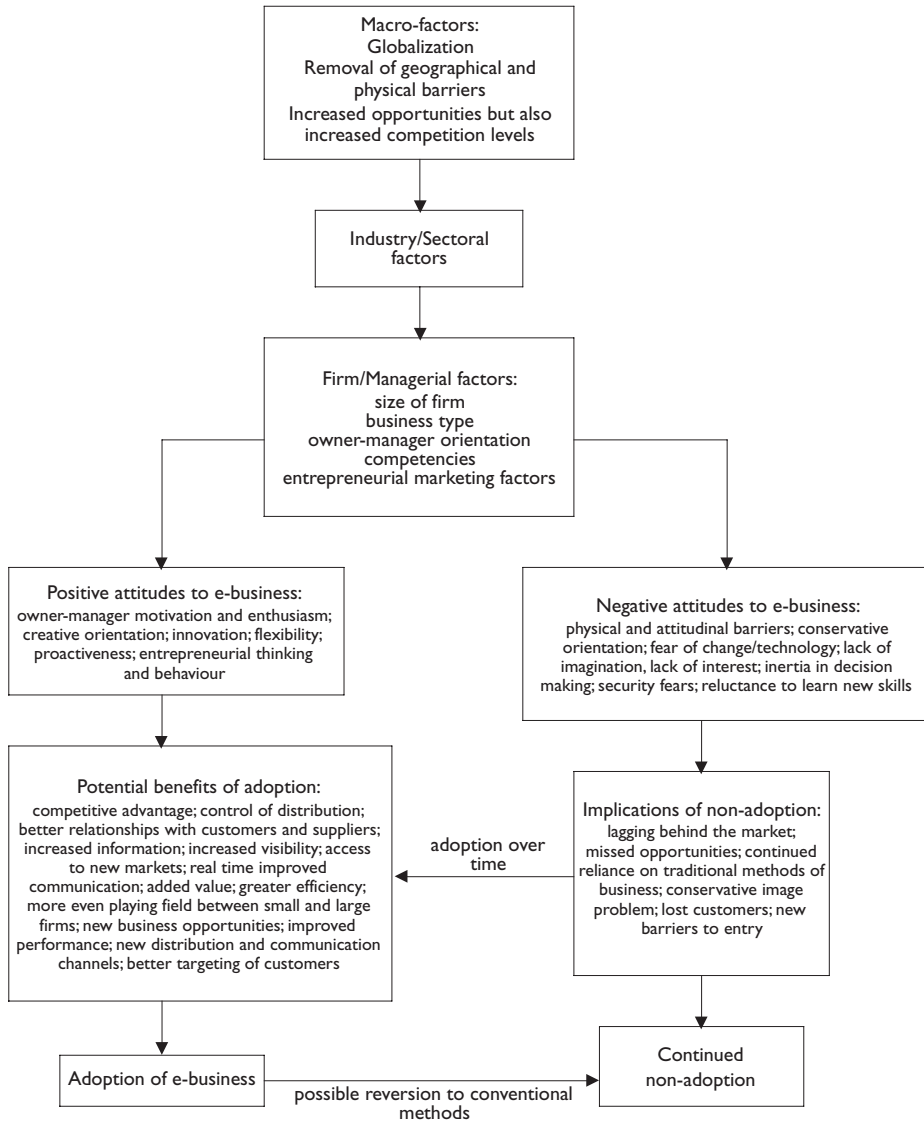 Macro-factors:
Globalization
Removal of geographical and
physical barriers
Increased opportunities but also
increased competition levels
Industry/Sectoral
factors
Firm/Managerial factors:
size of firm
business type
owner-manager orientation
competencies
entrepreneurial marketing factors
Positive attitudes to e-business:
owner-manager motivation and enthusiasm;
creative orientation; innovation; flexibility;
proactiveness; entrepreneurial thinking
and behaviour
Negative attitudes to e-business:
physical and attitudinal barriers; conservative
orientation; fear of change/technology; lack of
imagination, lack of interest; inertia in decision
making; security fears; reluctance to learn new skills
Potential benefits of adoption:
competitive advantage; control of distribution;
better relationships with customers and suppliers;
increased information; increased visibility; access
to new markets; real time improved
communication; added value; greater efficiency;
more even playing field between small and large
firms; new business opportunities; improved
performance; new distribution and communication
channels; better targeting of customers
adoption over
time
Implications of non-adoption:
lagging behind the market;
missed opportunities; continued
reliance on traditional methods of
business; conservative image
problem; lost customers; new
barriers to entry
Adoption of e-business
possible reversion to conventional
methods
Continued
non-adoption